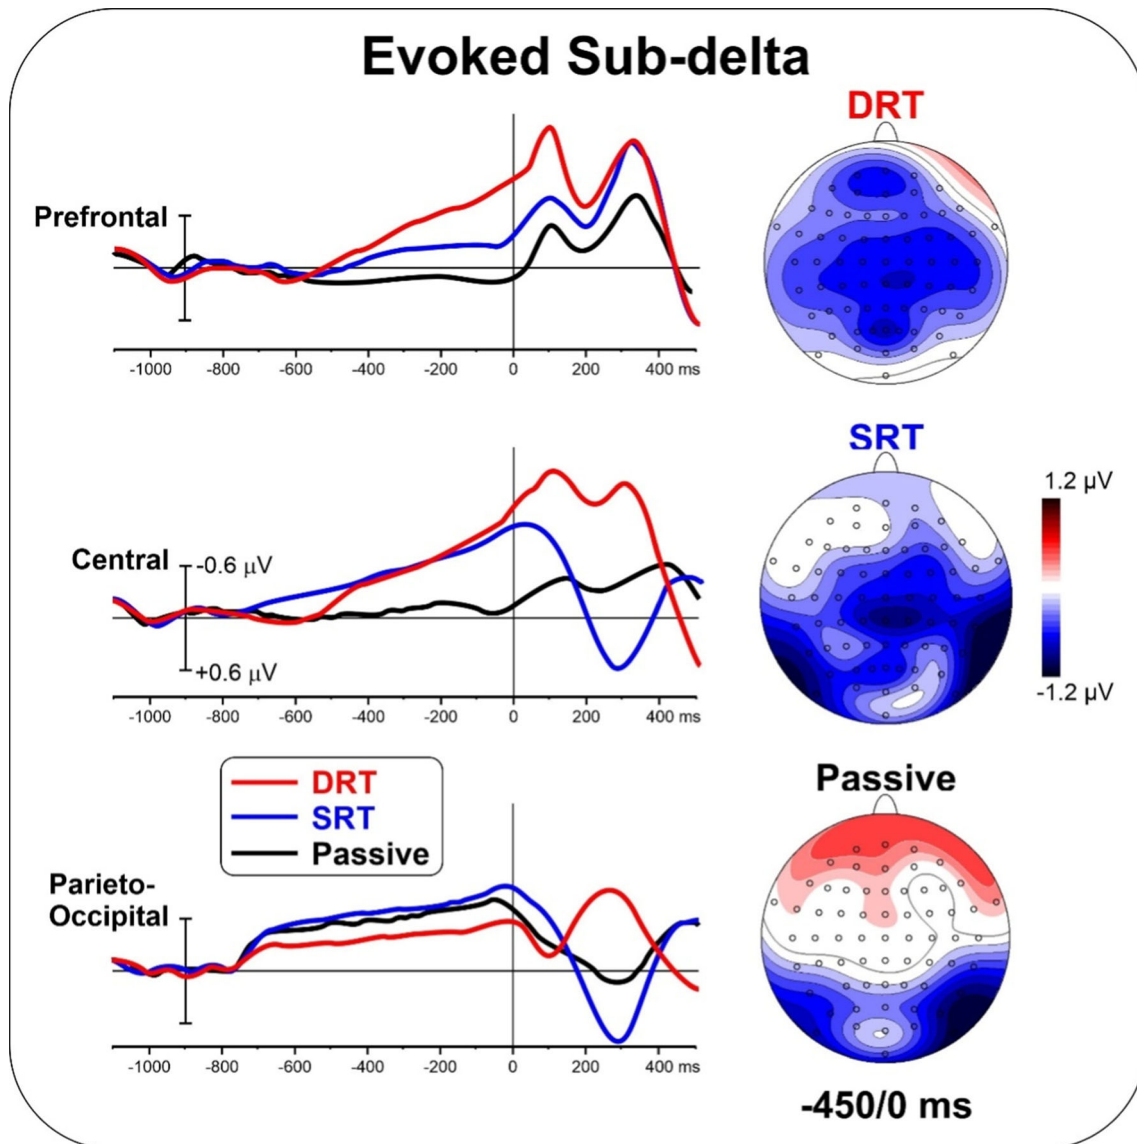 Evoked Sub-delta
DRT
Prefrontal
-1000 -800 -600 -400 -200 0 200 400 ms
SRT
1.2 µV
-1.2 µV
Central
-0.6 µV
+0.6 µV
-1000 -800 -600 -400 -200 0 200 400 ms
DRT
SRT
Passive
Passive
Parieto-
Occipital
-1000 -800 -600 -400 -200 0 200 400 ms
-450/0 ms